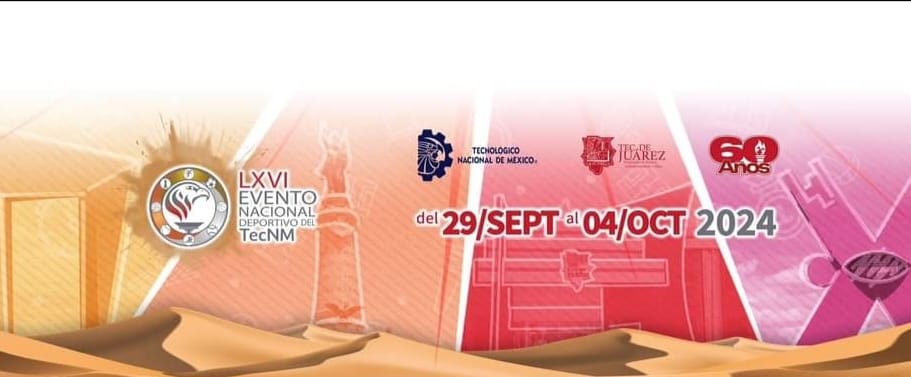 LXVI
EVENTO
NACIONAL
DEPORTIVO DEL
TecNM
TECNOLÓGICO
NACIONAL DE MÉXICO
TEC. DE
JUÁREZ
60
Años
del 29/SEPT al 04/OCT 2024